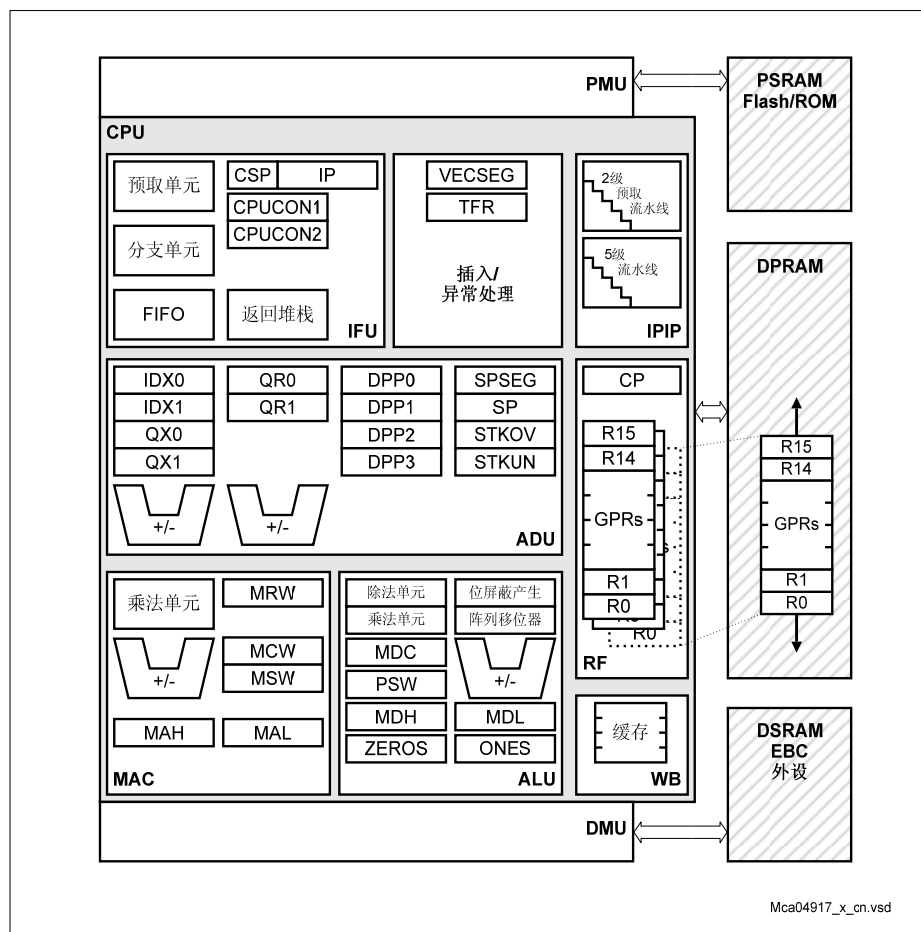 PMU
PSRAM
Flash/ROM
CPU
预取单元
CSP
IP
CPUCON1
CPUCON2
分支单元
FIFO
返回堆栈
IFU
VECSEG
TFR
插入/
异常处理
2级
预取
流水线
5级
流水线
IPIP
DPRAM
IDX0
IDX1
QX0
QX1
+/-
QR0
QR1
+/-
DPP0
DPP1
DPP2
DPP3
SPSEG
SP
STKOV
STKUN
ADU
CP
R15
R14
GPRs
R1
R0
R0
RF
R15
R14
GPRs
R1
R0
乘法单元
MRW
+/-
MCW
MSW
MAH
MAL
MAC
除法单元
位屏蔽产生
乘法单元
阵列移位器
MDC
PSW
+/-
MDH
MDL
ZEROS
ONES
ALU
缓存
WB
DSRAM
EBC
外设
DMU
Mca04917_x_cn.vsd